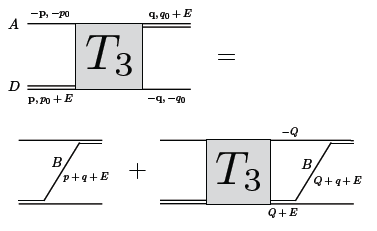 −p, −p₀ q, q₀ + E
A
T₃ =
D
p, p₀ + E −q, −q₀
−Q
B + T₃ B
p + q + E Q + q + E
Q + E